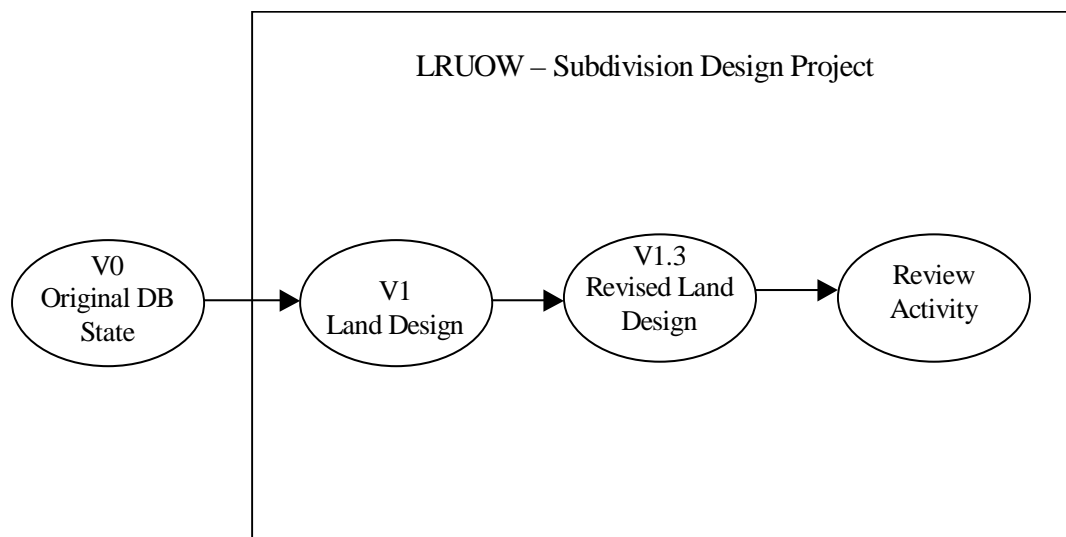 LRUOW – Subdivision Design Project
V0
Original DB
State
V1
Land Design
V1.3
Revised Land
Design
Review
Activity